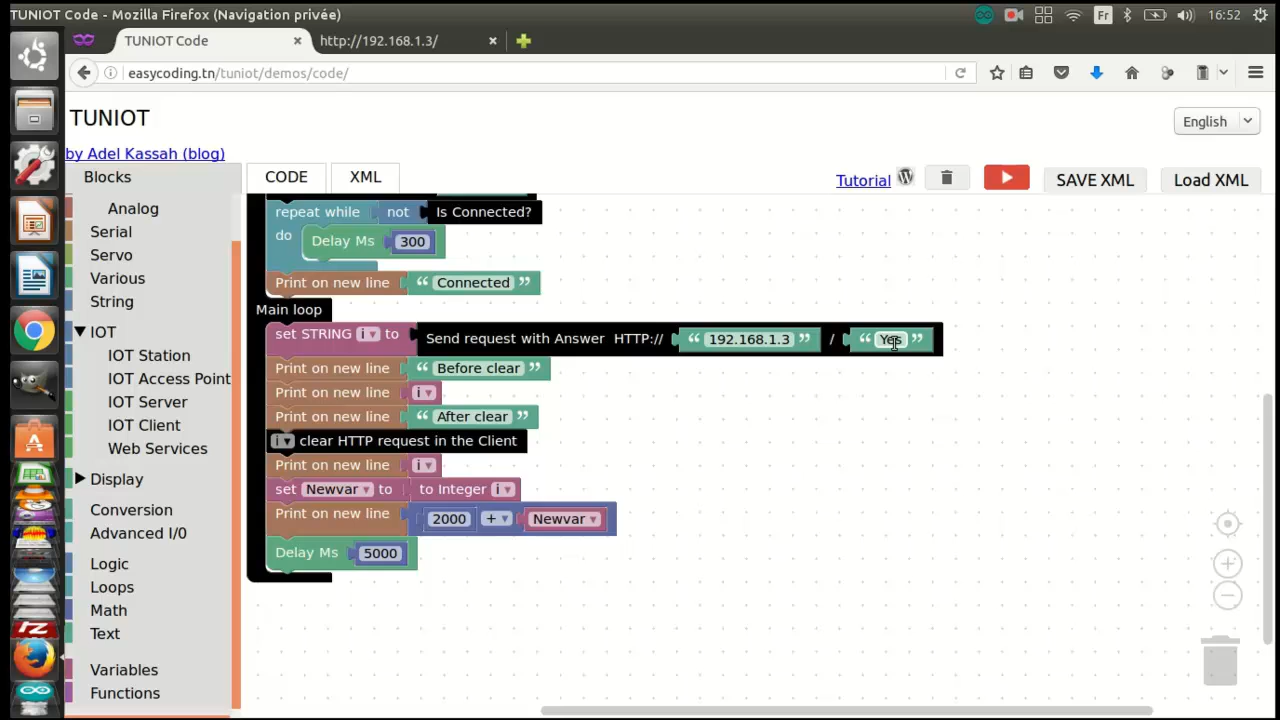 TUNIOT Code - Mozilla Firefox (Navigation privée)
Fr
16:52
TUNIOT Code
http://192.168.1.3/
easycoding.tn/tuniot/demos/code/
TUNIOT
English
by Adel Kassah (blog)
Blocks
CODE
XML
Tutorial
SAVE XML
Load XML
Analog
Serial
Servo
Various
String
IOT
IOT Station
IOT Access Point
IOT Server
IOT Client
Web Services
Display
Conversion
Advanced I/0
Logic
Loops
Math
Text
Variables
Functions
repeat while not Is Connected?
do Delay Ms 300
Print on new line “ Connected ”
Main loop
set STRING i to Send request with Answer HTTP:// “ 192.168.1.3 ” / “ Yes ”
Print on new line “ Before clear ”
Print on new line i
Print on new line “ After clear ”
i clear HTTP request in the Client
Print on new line i
set Newvar to to Integer i
Print on new line 2000 + Newvar
Delay Ms 5000